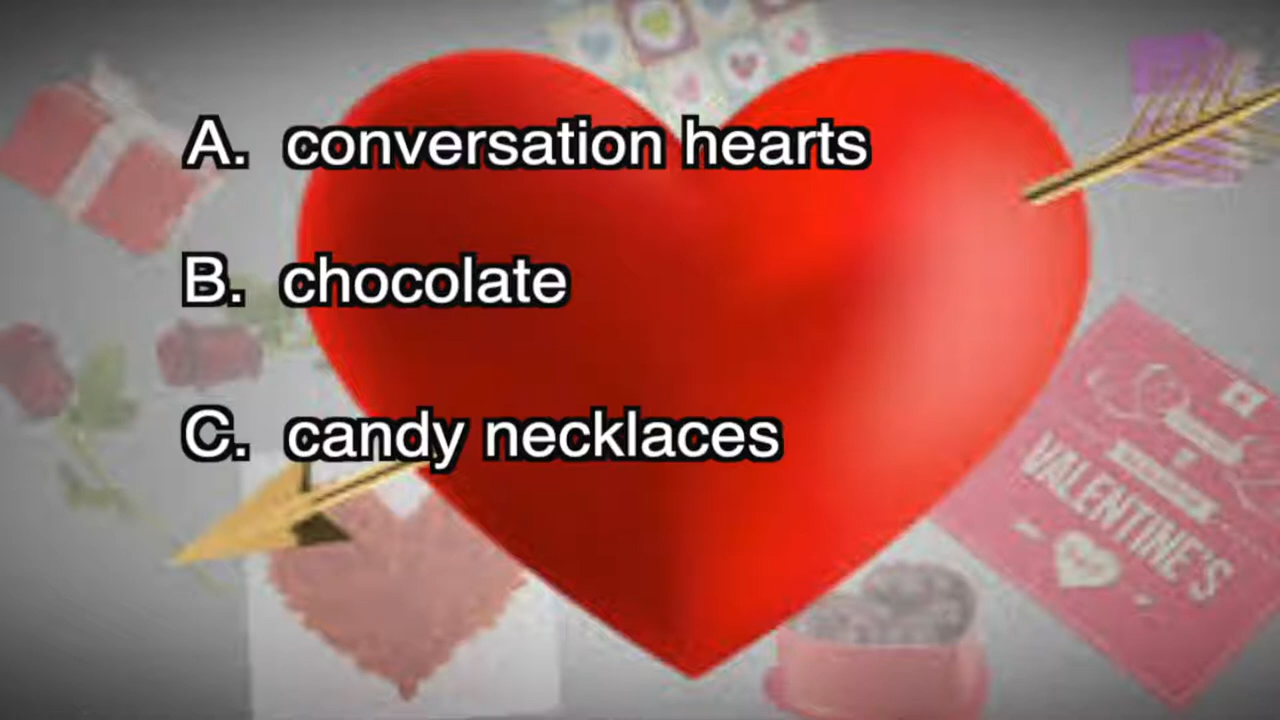 A. conversation hearts
B. chocolate
C. candy necklaces
VALENTINE'S